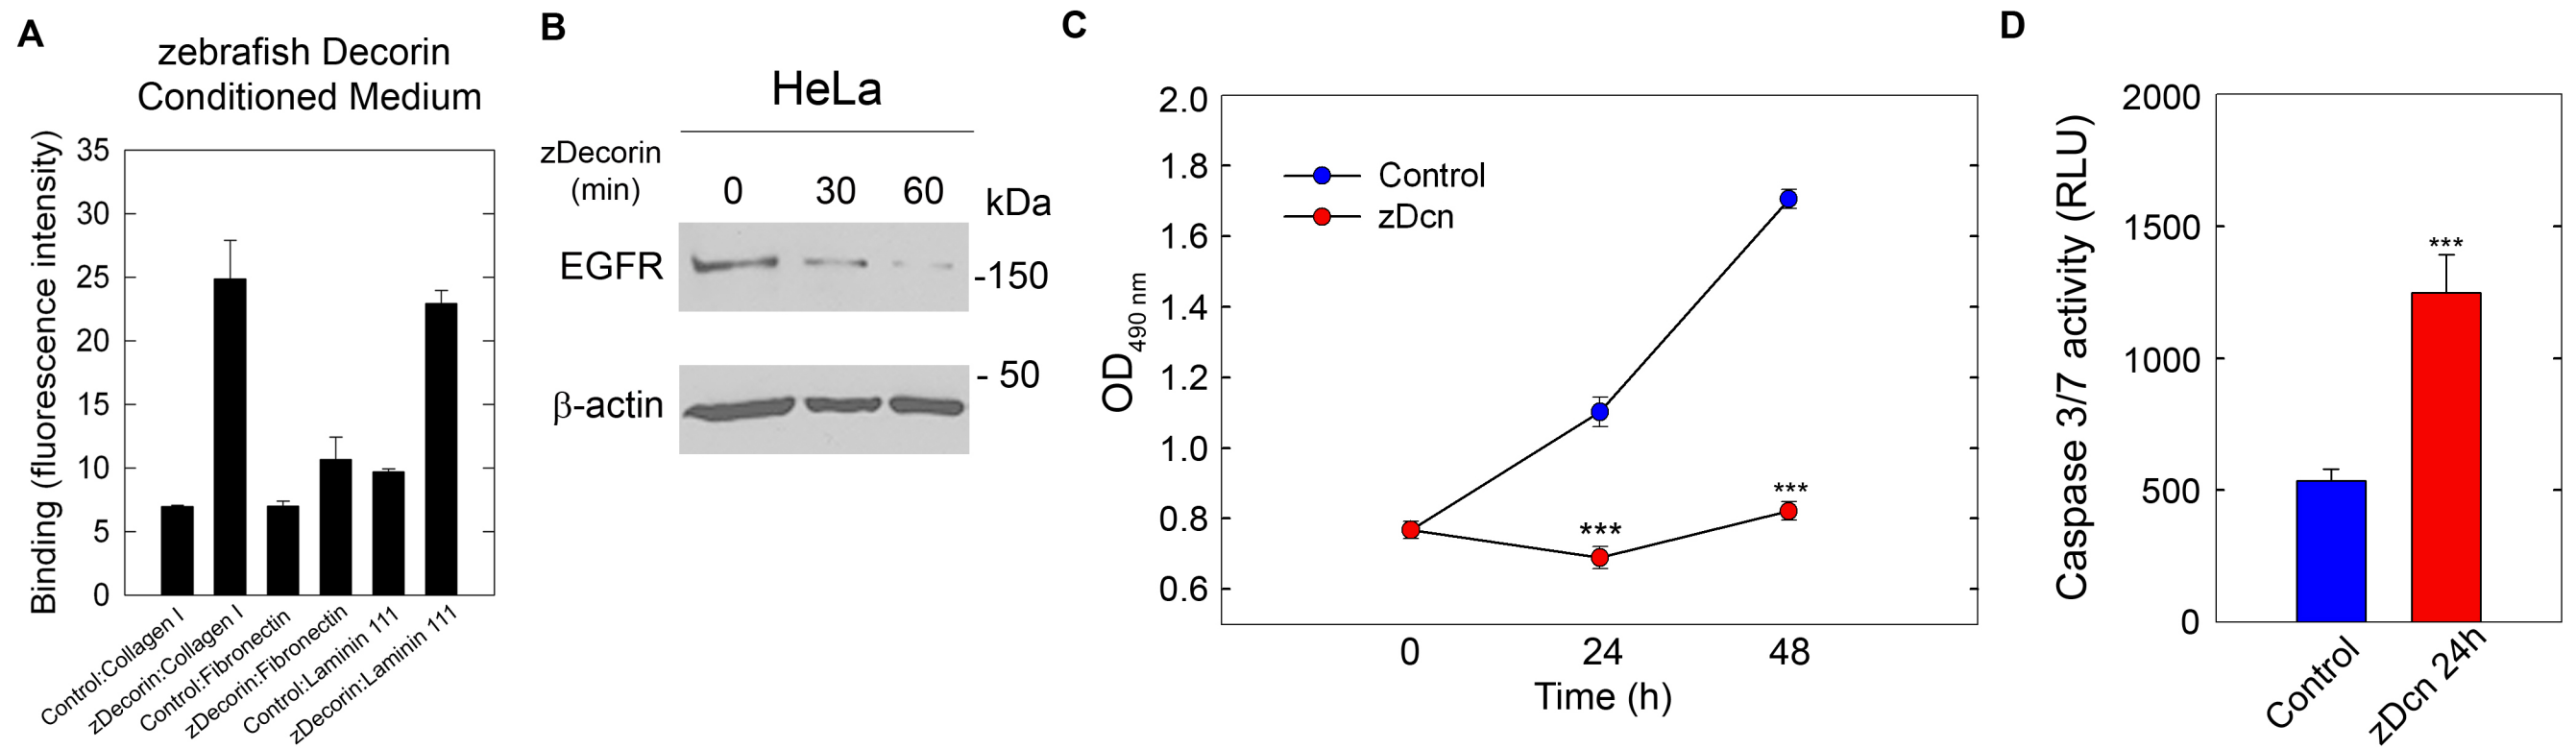 A
zebrafish Decorin
Conditioned Medium
Binding (fluorescence intensity)
35
30
25
20
15
10
5
0
Control:Collagen I
zDecorin:Collagen I
Control:Fibronectin
zDecorin:Fibronectin
Control:Laminin 111
zDecorin:Laminin 111
B
HeLa
zDecorin
(min)
0 30 60
kDa
EGFR
-150
- 50
β-actin
C
OD490 nm
2.0
1.8
1.6
1.4
1.2
1.0
0.8
0.6
Control
zDcn
***
***
0 24 48
Time (h)
D
Caspase 3/7 activity (RLU)
2000
1500
1000
500
0
***
Control
zDcn 24h